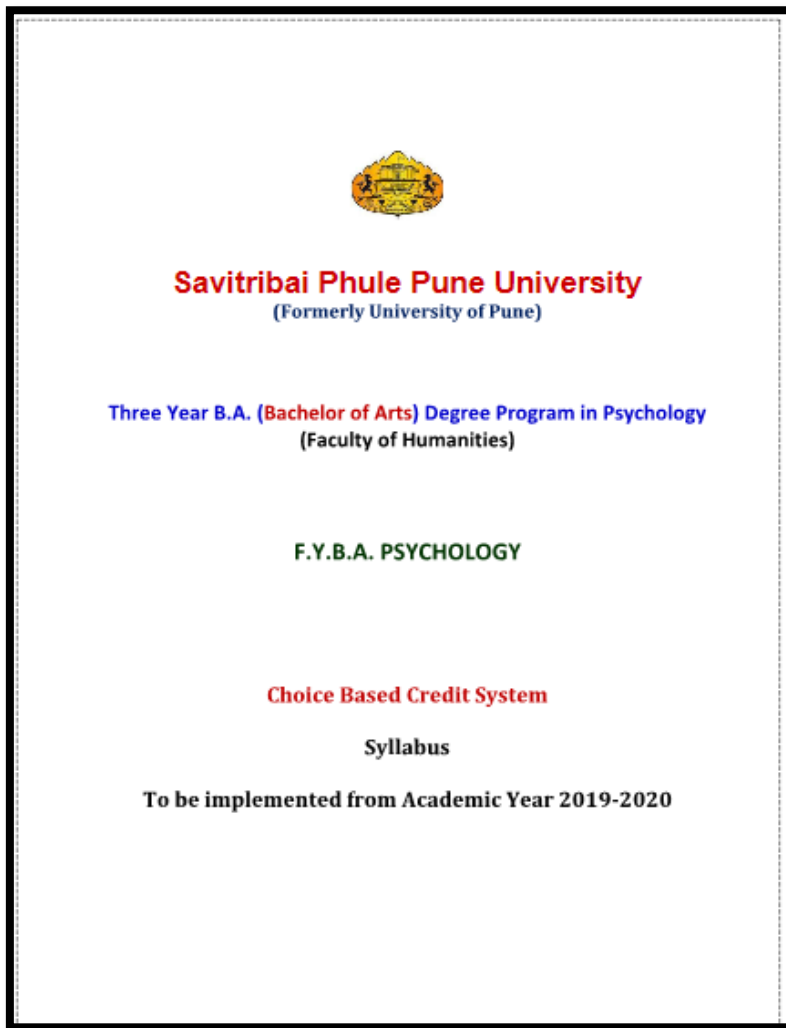 Savitribai Phule Pune University
(Formerly University of Pune)
Three Year B.A. (Bachelor of Arts) Degree Program in Psychology
(Faculty of Humanities)
F.Y.B.A. PSYCHOLOGY
Choice Based Credit System
Syllabus
To be implemented from Academic Year 2019-2020